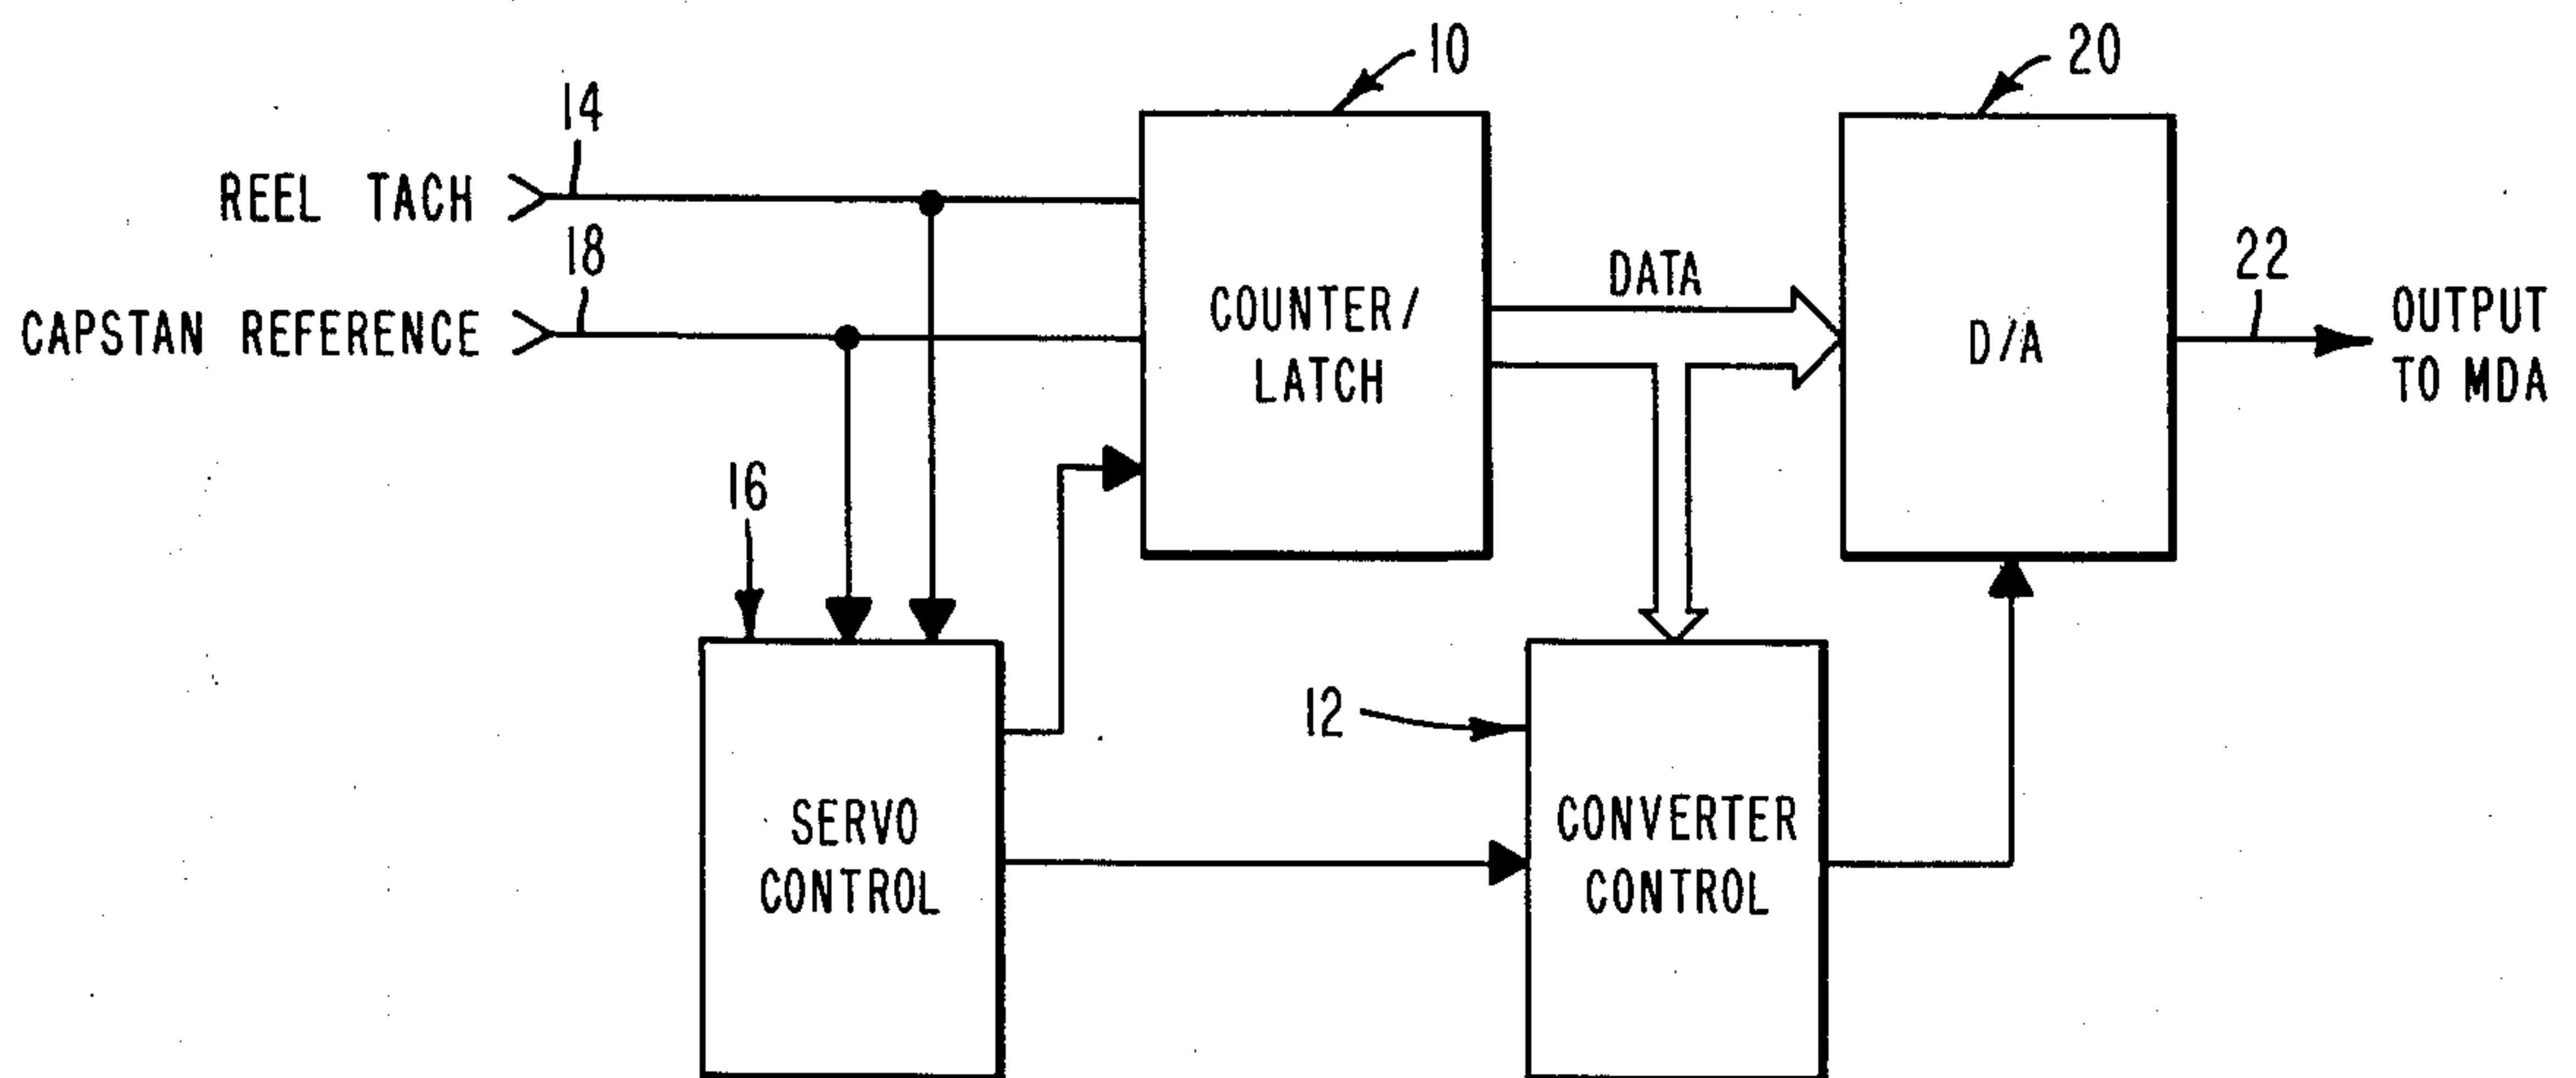 10
20
14
REEL TACH
18
CAPSTAN REFERENCE
COUNTER/
LATCH
DATA
D/A
22
OUTPUT
TO MDA
16
12
SERVO
CONTROL
CONVERTER
CONTROL